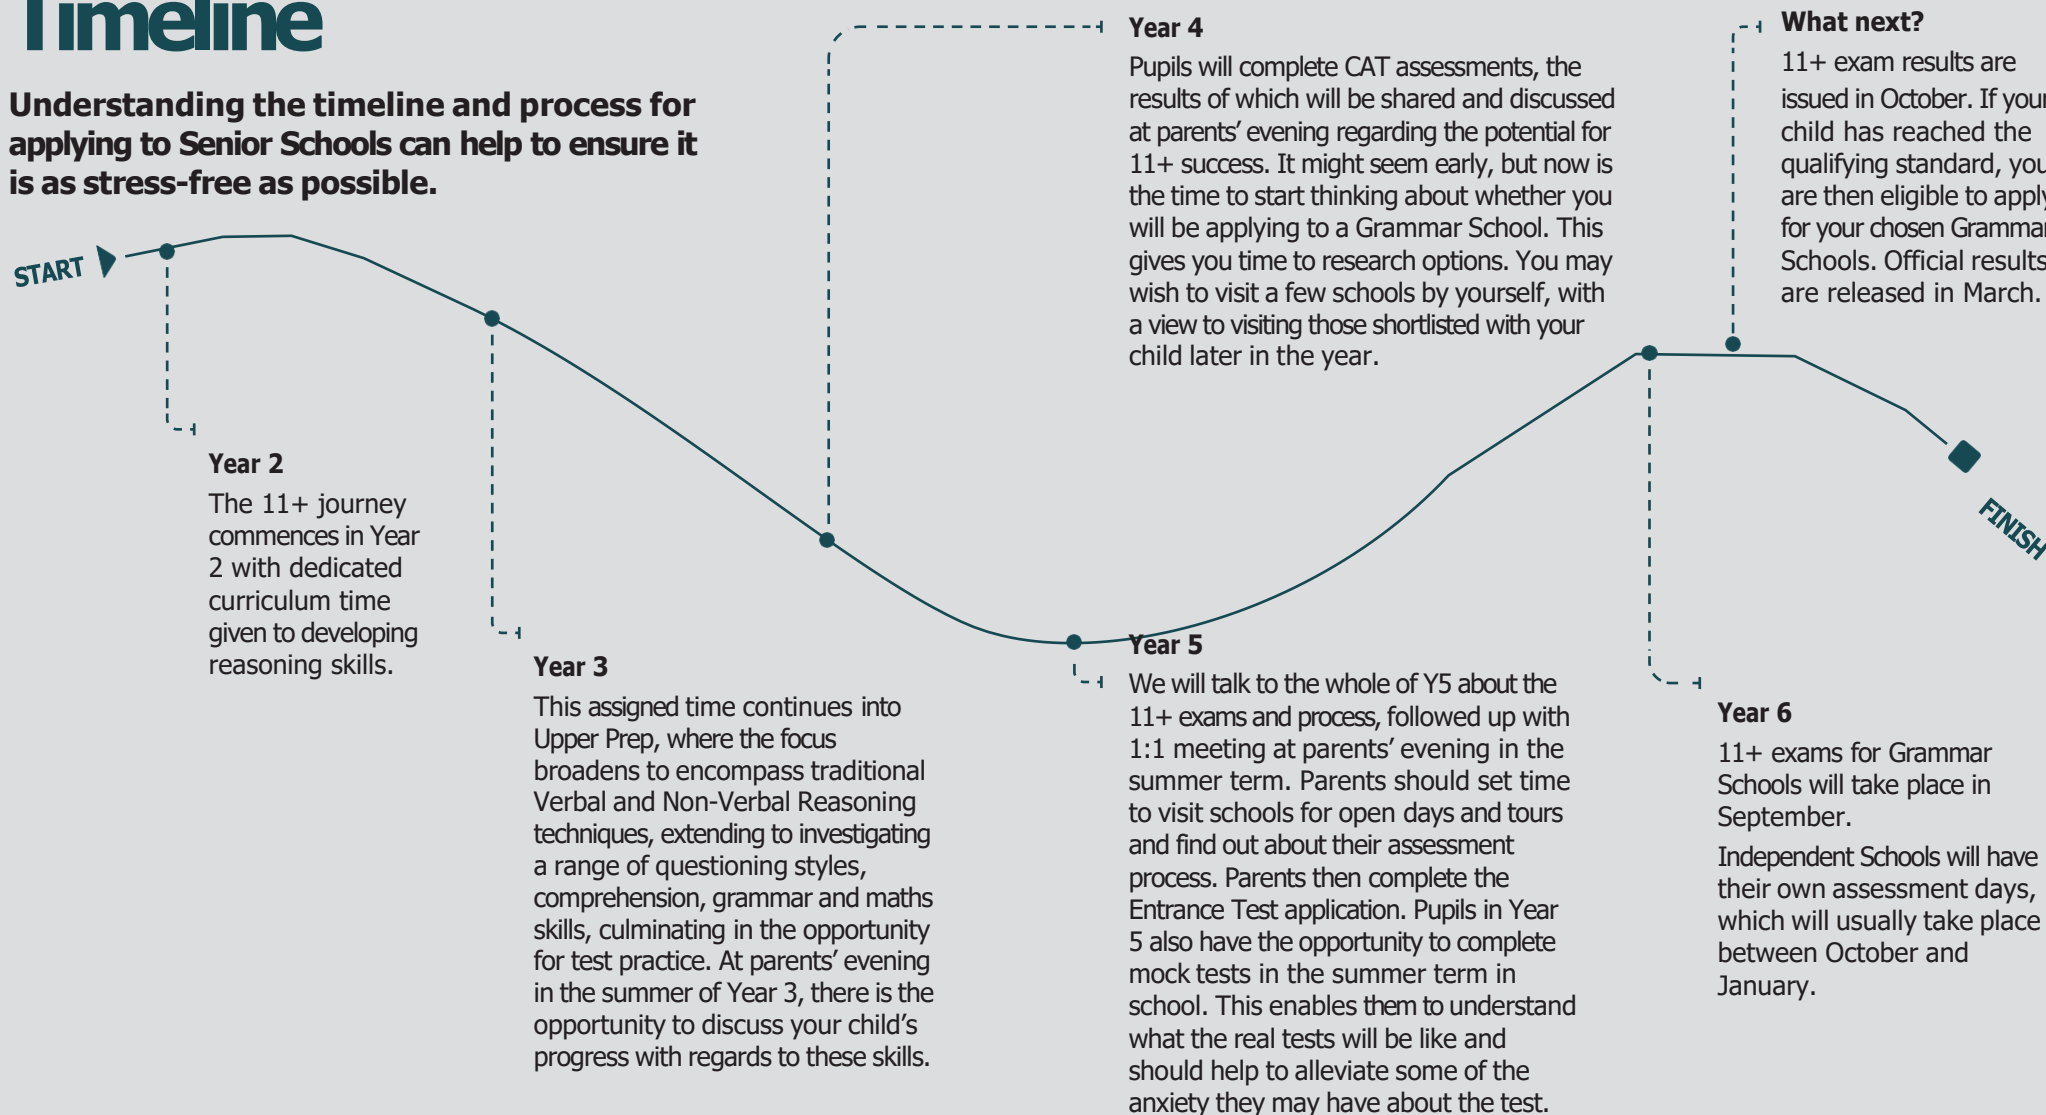 Timeline
Understanding the timeline and process for
applying to Senior Schools can help to ensure it
is as stress-free as possible.
START
Year 2
The 11+ journey
commences in Year
2 with dedicated
curriculum time
given to developing
reasoning skills.
Year 3
This assigned time continues into
Upper Prep, where the focus
broadens to encompass traditional
Verbal and Non-Verbal Reasoning
techniques, extending to investigating
a range of questioning styles,
comprehension, grammar and maths
skills, culminating in the opportunity
for test practice. At parents’ evening
in the summer of Year 3, there is the
opportunity to discuss your child’s
progress with regards to these skills.
Year 4
Pupils will complete CAT assessments, the
results of which will be shared and discussed
at parents’ evening regarding the potential for
11+ success. It might seem early, but now is
the time to start thinking about whether you
will be applying to a Grammar School. This
gives you time to research options. You may
wish to visit a few schools by yourself, with
a view to visiting those shortlisted with your
child later in the year.
Year 5
We will talk to the whole of Y5 about the
11+ exams and process, followed up with
1:1 meeting at parents’ evening in the
summer term. Parents should set time
to visit schools for open days and tours
and find out about their assessment
process. Parents then complete the
Entrance Test application. Pupils in Year
5 also have the opportunity to complete
mock tests in the summer term in
school. This enables them to understand
what the real tests will be like and
should help to alleviate some of the
anxiety they may have about the test.
Year 6
11+ exams for Grammar
Schools will take place in
September.
Independent Schools will have
their own assessment days,
which will usually take place
between October and
January.
What next?
11+ exam results are
issued in October. If your
child has reached the
qualifying standard, you
are then eligible to apply
for your chosen Grammar
Schools. Official results
are released in March.
FINISH